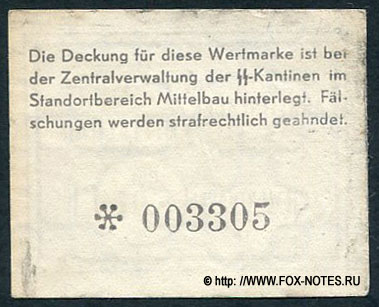 Die Deckung für diese Wertmarke ist bei
der Zentralverwaltung der ᛋᛋ-Kantinen im
Standortbereich Mittelbau hinterlegt. Fäl-
schungen werden strafrechtlich geahndet.
* 003305
© http: //www.FOX-NOTES.RU